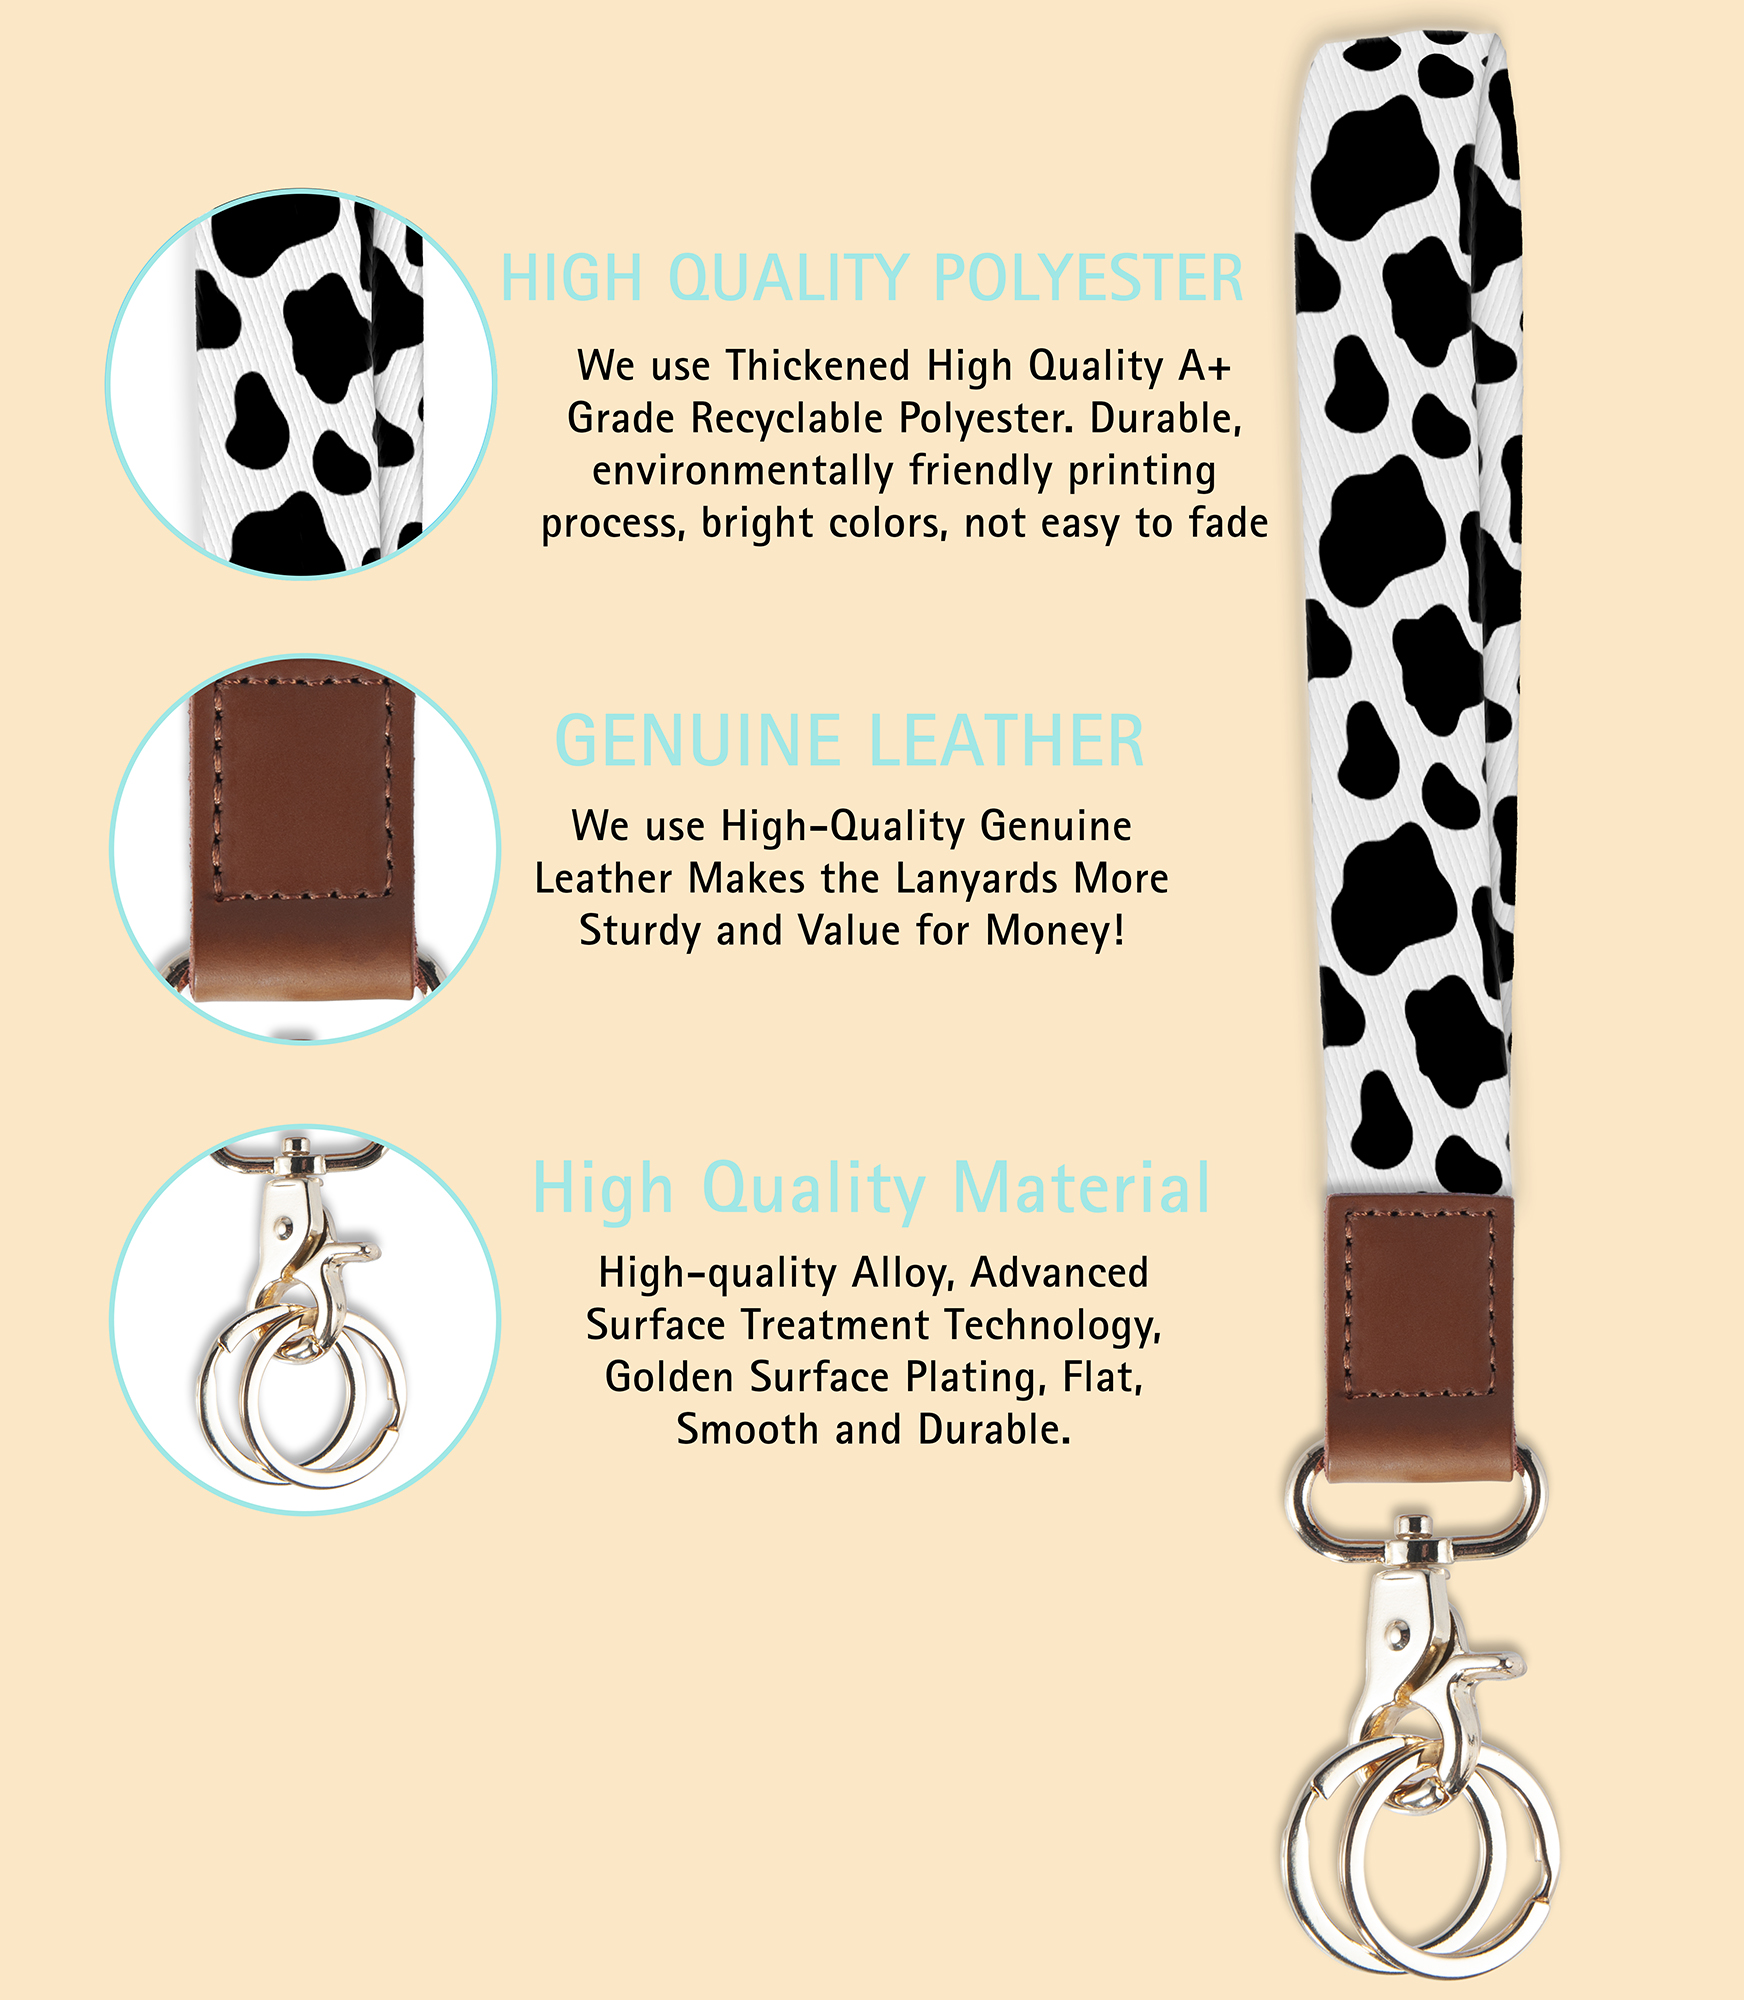 HIGH QUALITY POLYESTER
We use Thickened High Quality A+
Grade Recyclable Polyester. Durable,
environmentally friendly printing
process, bright colors, not easy to fade
GENUINE LEATHER
We use High-Quality Genuine
Leather Makes the Lanyards More
Sturdy and Value for Money!
High Quality Material
High-quality Alloy, Advanced
Surface Treatment Technology,
Golden Surface Plating, Flat,
Smooth and Durable.